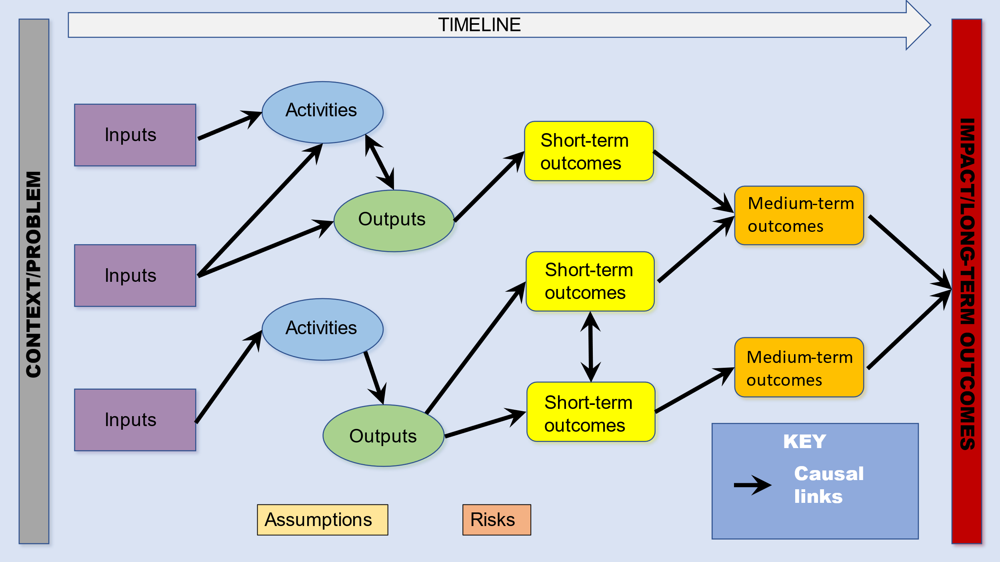 TIMELINE
CONTEXT/PROBLEM
Inputs
Inputs
Inputs
Activities
Outputs
Activities
Outputs
Short-term
outcomes
Short-term
outcomes
Short-term
outcomes
Medium-term
outcomes
Medium-term
outcomes
IMPACT/LONG-TERM OUTCOMES
KEY
Causal
links
Assumptions
Risks